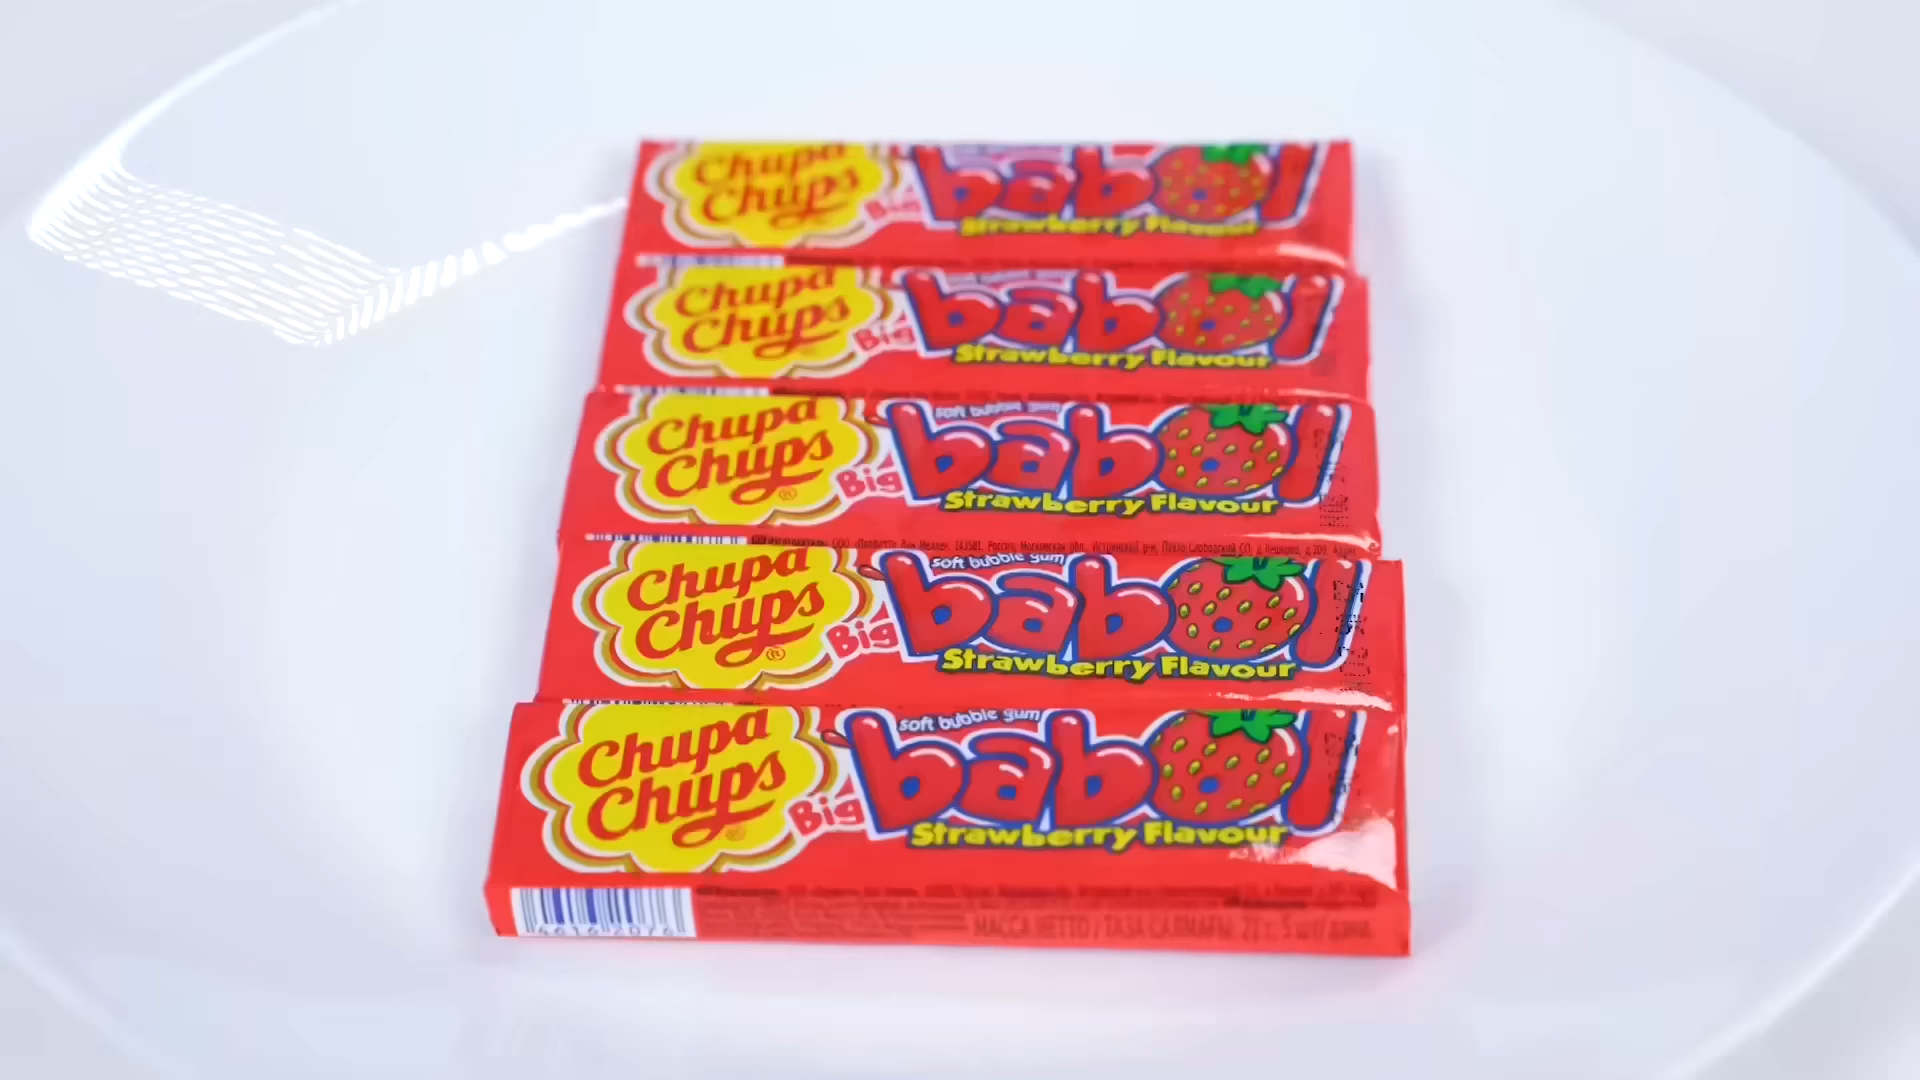 Chupa
Chups
Big
babol
Strawberry Flavour
Chupa
Chups
Big
babol
Strawberry Flavour
Chupa
Chups®
Big
soft bubble gum
babol
Strawberry Flavour
Chupa
Chups®
Big
soft bubble gum
babol
Strawberry Flavour
Chupa
Chups®
Big
soft bubble gum
babol
Strawberry Flavour
МАССА НЕТТО / ТАЗА САЛМАҒЫ: 21 г.